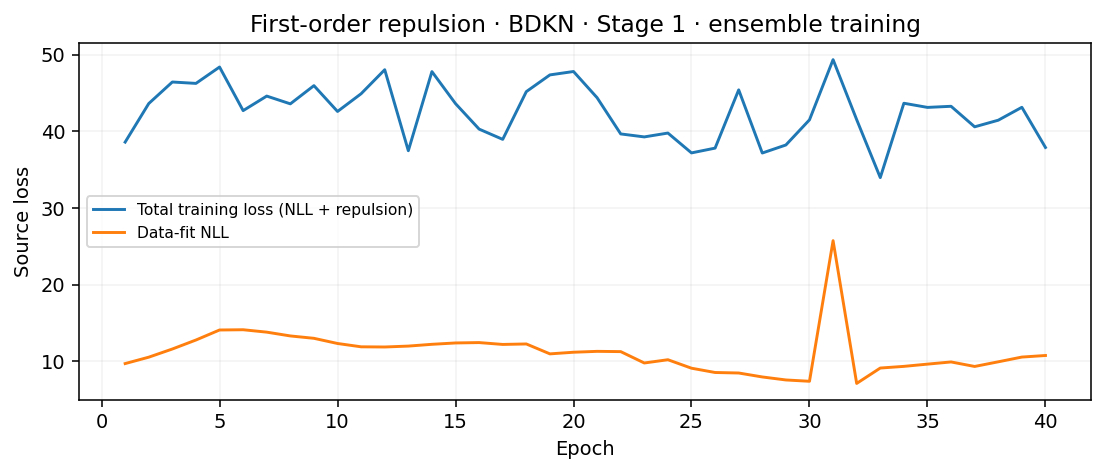 First-order repulsion · BDKN · Stage 1 · ensemble training
50
40
30
20
10
Source loss
Total training loss (NLL + repulsion)
Data-fit NLL
0 5 10 15 20 25 30 35 40
Epoch